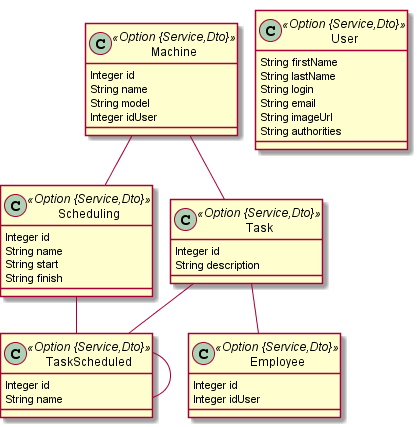 C «Option {Service,Dto}»
Machine
Integer id
String name
String model
Integer idUser
C «Option {Service,Dto}»
User
String firstName
String lastName
String login
String email
String imageUrl
String authorities
C «Option {Service,Dto}»
Scheduling
Integer id
String name
String start
String finish
C «Option {Service,Dto}»
Task
Integer id
String description
C «Option {Service,Dto}»
TaskScheduled
Integer id
String name
C «Option {Service,Dto}»
Employee
Integer id
Integer idUser